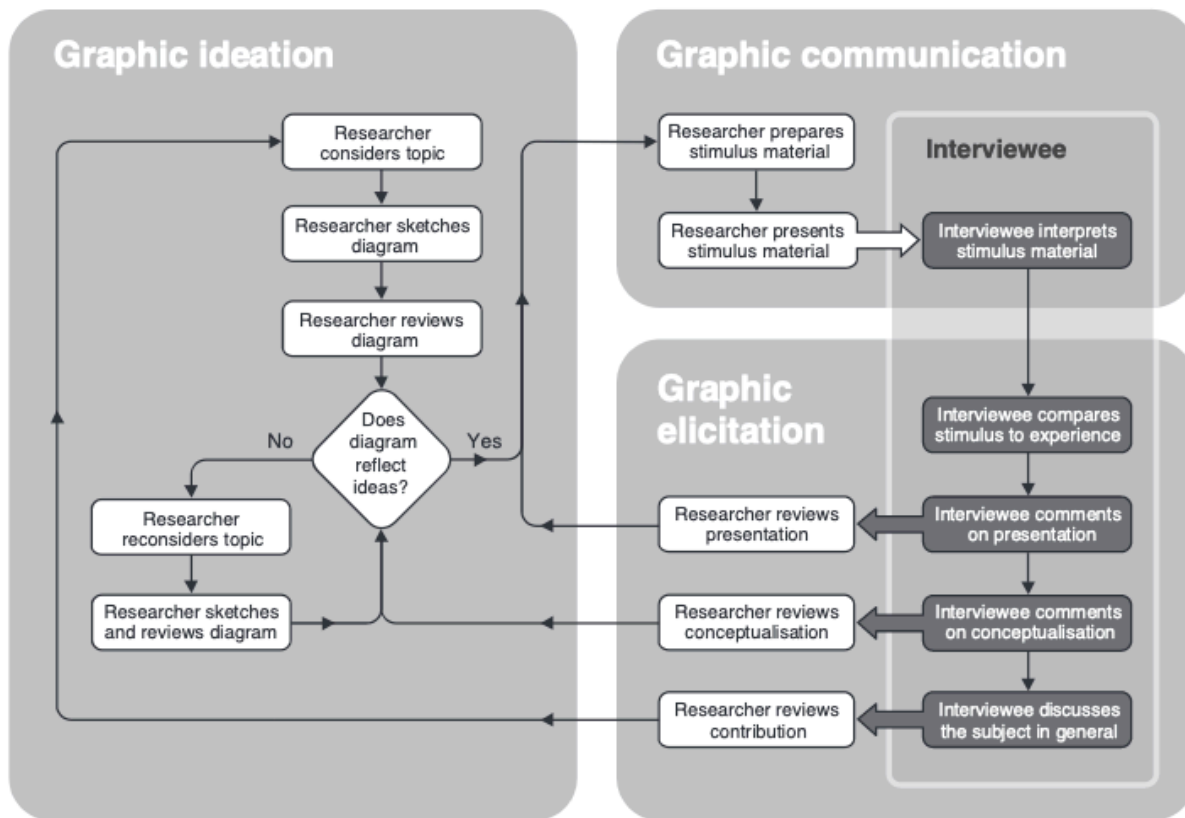 Graphic ideation
Researcher
considers topic
Researcher sketches
diagram
Researcher reviews
diagram
Does
diagram
reflect
ideas?
No
Yes
Researcher
reconsiders topic
Researcher sketches
and reviews diagram
Graphic communication
Researcher prepares
stimulus material
Researcher presents
stimulus material
Interviewee
Interviewee interprets
stimulus material
Graphic
elicitation
Interviewee compares
stimulus to experience
Researcher reviews
presentation
Interviewee comments
on presentation
Researcher reviews
conceptualisation
Interviewee comments
on conceptualisation
Researcher reviews
contribution
Interviewee discusses
the subject in general